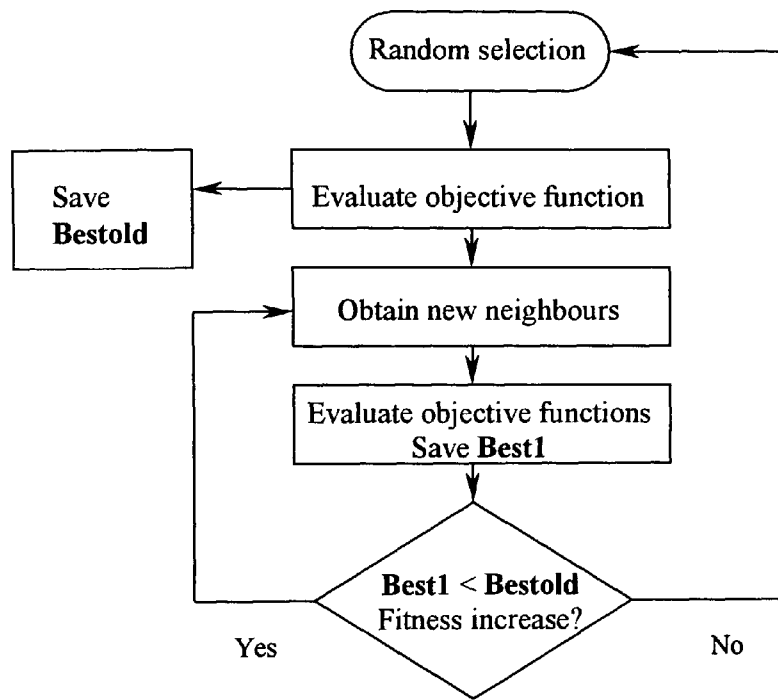 Random selection
Save
Bestold
Evaluate objective function
Obtain new neighbours
Evaluate objective functions
Save Best1
Best1 < Bestold
Fitness increase?
Yes
No